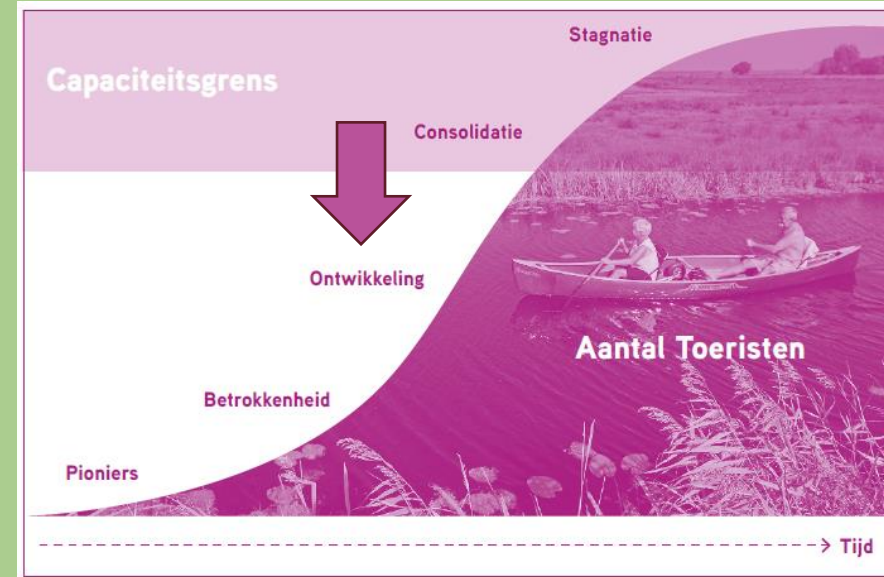 Stagnatie
Capaciteitsgrens
Consolidatie
Ontwikkeling
Aantal Toeristen
Betrokkenheid
Pioniers
Tijd